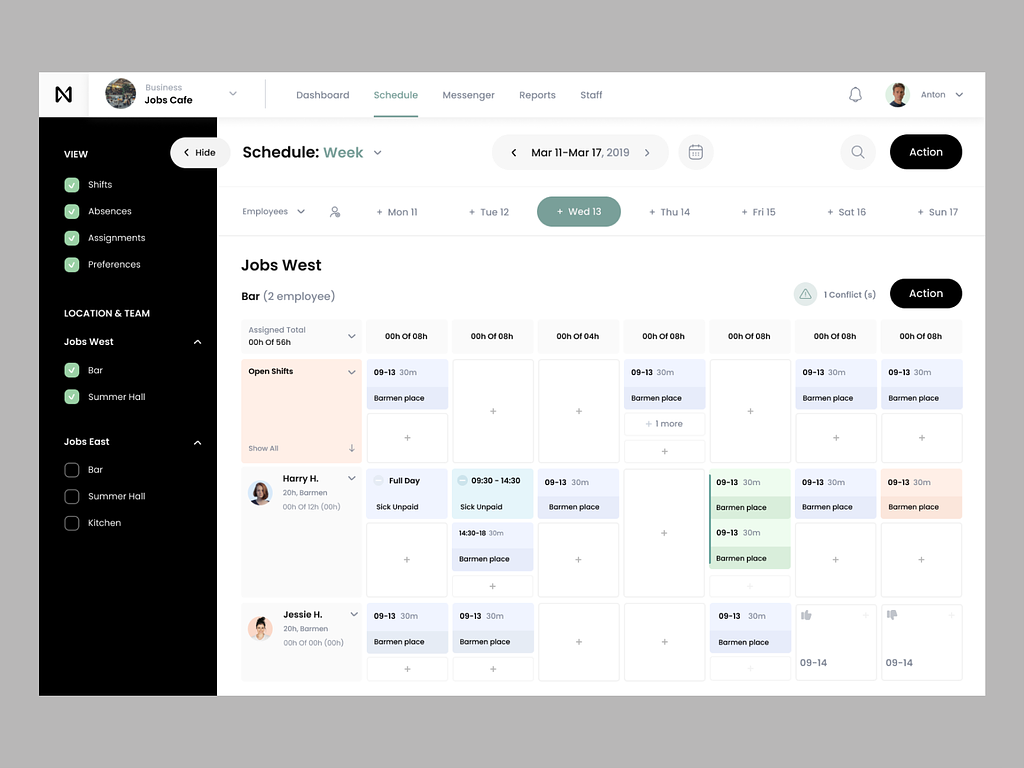 Business
Jobs Cafe
Dashboard
Schedule
Messenger
Reports
Staff
Anton
VIEW
Hide
Shifts
Absences
Assignments
Preferences
LOCATION & TEAM
Jobs West
Bar
Summer Hall
Jobs East
Bar
Summer Hall
Kitchen
Schedule: Week
Mar 11–Mar 17, 2019
Action
Employees
+ Mon 11
+ Tue 12
+ Wed 13
+ Thu 14
+ Fri 15
+ Sat 16
+ Sun 17
Jobs West
Bar (2 employee)
1 Conflict (s)
Action
Assigned Total
00h Of 56h
00h Of 08h
00h Of 08h
00h Of 04h
00h Of 08h
00h Of 08h
00h Of 08h
00h Of 08h
Open Shifts
Show All
09-13 30m
Barmen place
+
+
+
09-13 30m
Barmen place
+ 1 more
+
+
09-13 30m
Barmen place
+
09-13 30m
Barmen place
+
Harry H.
20h, Barmen
00h Of 12h (00h)
Full Day
Sick Unpaid
+
09:30 - 14:30
Sick Unpaid
14:30-18 30m
Barmen place
+
09-13 30m
Barmen place
+
+
09-13 30m
Barmen place
09-13 30m
Barmen place
+
09-13 30m
Barmen place
+
09-13 30m
Barmen place
+
Jessie H.
20h, Barmen
00h Of 00h (00h)
09-13 30m
Barmen place
+
09-13 30m
Barmen place
+
+
+
09-13 30m
Barmen place
+
+
09-14
+
09-14